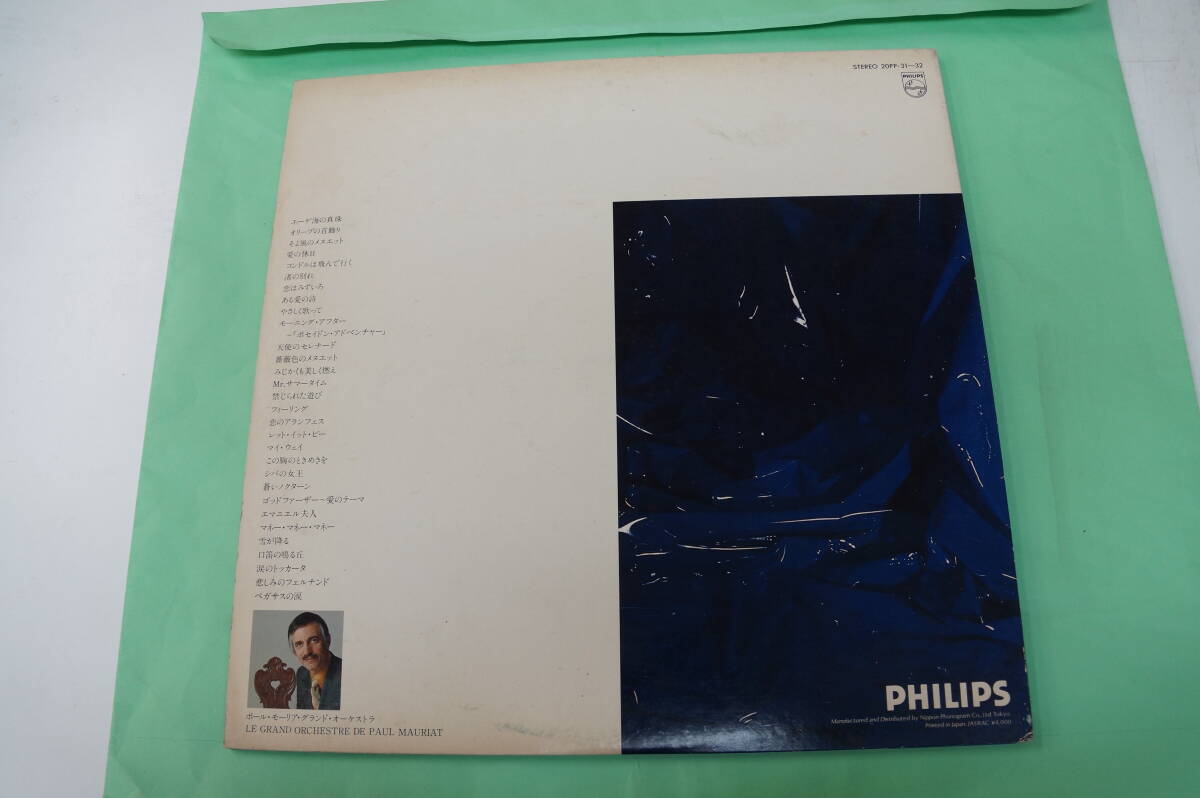 STEREO 20PP-31〜32
PHILIPS
エーゲ海の真珠
オリーブの首飾り
そよ風のメヌエット
愛の休日
コンドルは飛んで行く
渚の別れ
恋はみずいろ
ある愛の詩
やさしく歌って
モーニング・アフター
〜「ポセイドン・アドベンチャー」
天使のセレナード
薔薇色のメヌエット
みじかくも美しく燃え
Mr.サマータイム
禁じられた遊び
フィーリング
恋のアランフェス
レット・イット・ビー
マイ・ウェイ
この胸のときめきを
シバの女王
蒼いノクターン
ゴッドファーザー〜愛のテーマ
エマニエル夫人
マネー・マネー・マネー
雪が降る
口笛の鳴る丘
涙のトッカータ
悲しみのフェルナンド
ペガサスの涙
ポール・モーリア・グランド・オーケストラ
LE GRAND ORCHESTRE DE PAUL MAURIAT
PHILIPS
Manufactured and Distributed by Nippon Phonogram Co., Ltd. Tokyo.
Printed in Japan. JASRAC ¥4,000